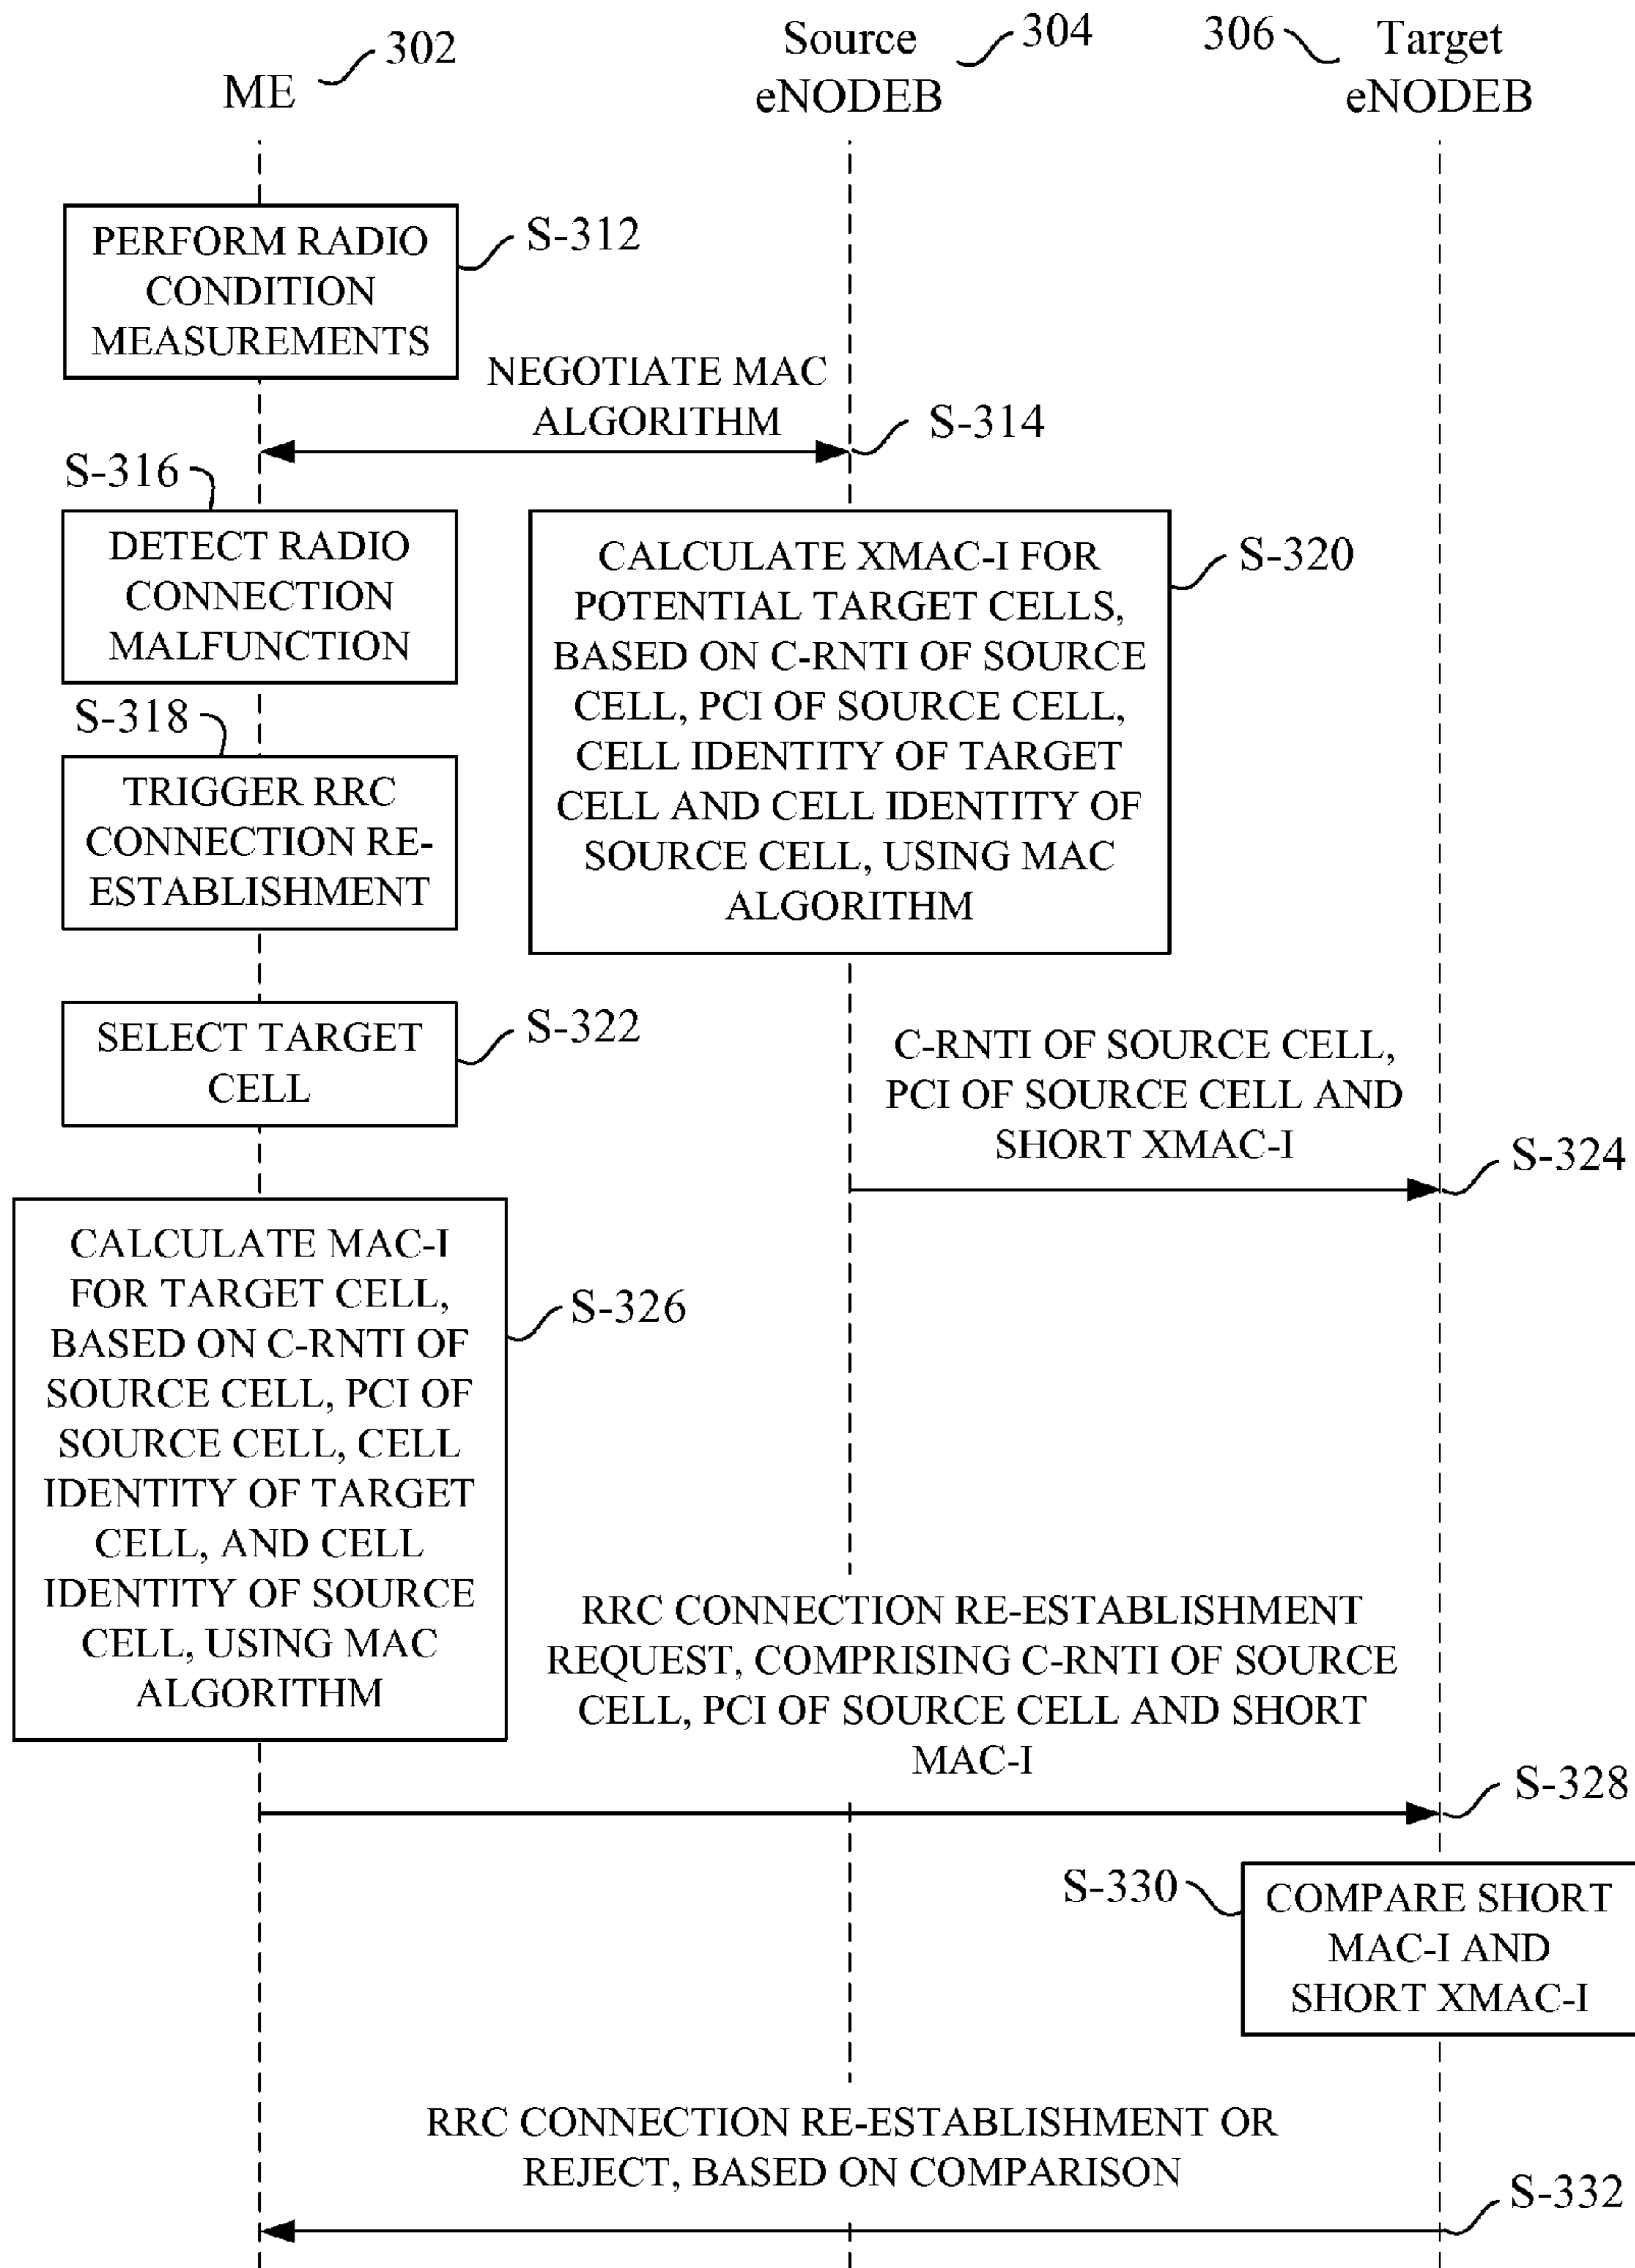 ME
302
Source
eNODEB
304
306
Target
eNODEB
PERFORM RADIO
CONDITION
MEASUREMENTS
S-312
NEGOTIATE MAC
ALGORITHM
S-314
S-316
DETECT RADIO
CONNECTION
MALFUNCTION
S-318
TRIGGER RRC
CONNECTION RE-
ESTABLISHMENT
CALCULATE XMAC-I FOR
POTENTIAL TARGET CELLS,
BASED ON C-RNTI OF SOURCE
CELL, PCI OF SOURCE CELL,
CELL IDENTITY OF TARGET
CELL AND CELL IDENTITY OF
SOURCE CELL, USING MAC
ALGORITHM
S-320
SELECT TARGET
CELL
S-322
C-RNTI OF SOURCE CELL,
PCI OF SOURCE CELL AND
SHORT XMAC-I
S-324
CALCULATE MAC-I
FOR TARGET CELL,
BASED ON C-RNTI OF
SOURCE CELL, PCI OF
SOURCE CELL, CELL
IDENTITY OF TARGET
CELL, AND CELL
IDENTITY OF SOURCE
CELL, USING MAC
ALGORITHM
S-326
RRC CONNECTION RE-ESTABLISHMENT
REQUEST, COMPRISING C-RNTI OF SOURCE
CELL, PCI OF SOURCE CELL AND SHORT
MAC-I
S-328
S-330
COMPARE SHORT
MAC-I AND
SHORT XMAC-I
RRC CONNECTION RE-ESTABLISHMENT OR
REJECT, BASED ON COMPARISON
S-332